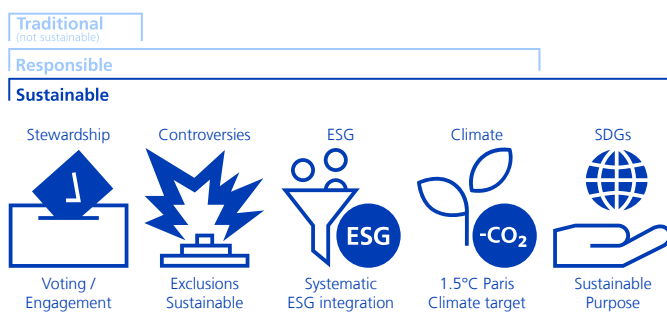 Traditional
(not sustainable)
Responsible
Sustainable
Stewardship
Controversies
ESG
Climate
SDGs
ESG
-CO₂
Voting /
Engagement
Exclusions
Sustainable
Systematic
ESG integration
1.5°C Paris
Climate target
Sustainable
Purpose